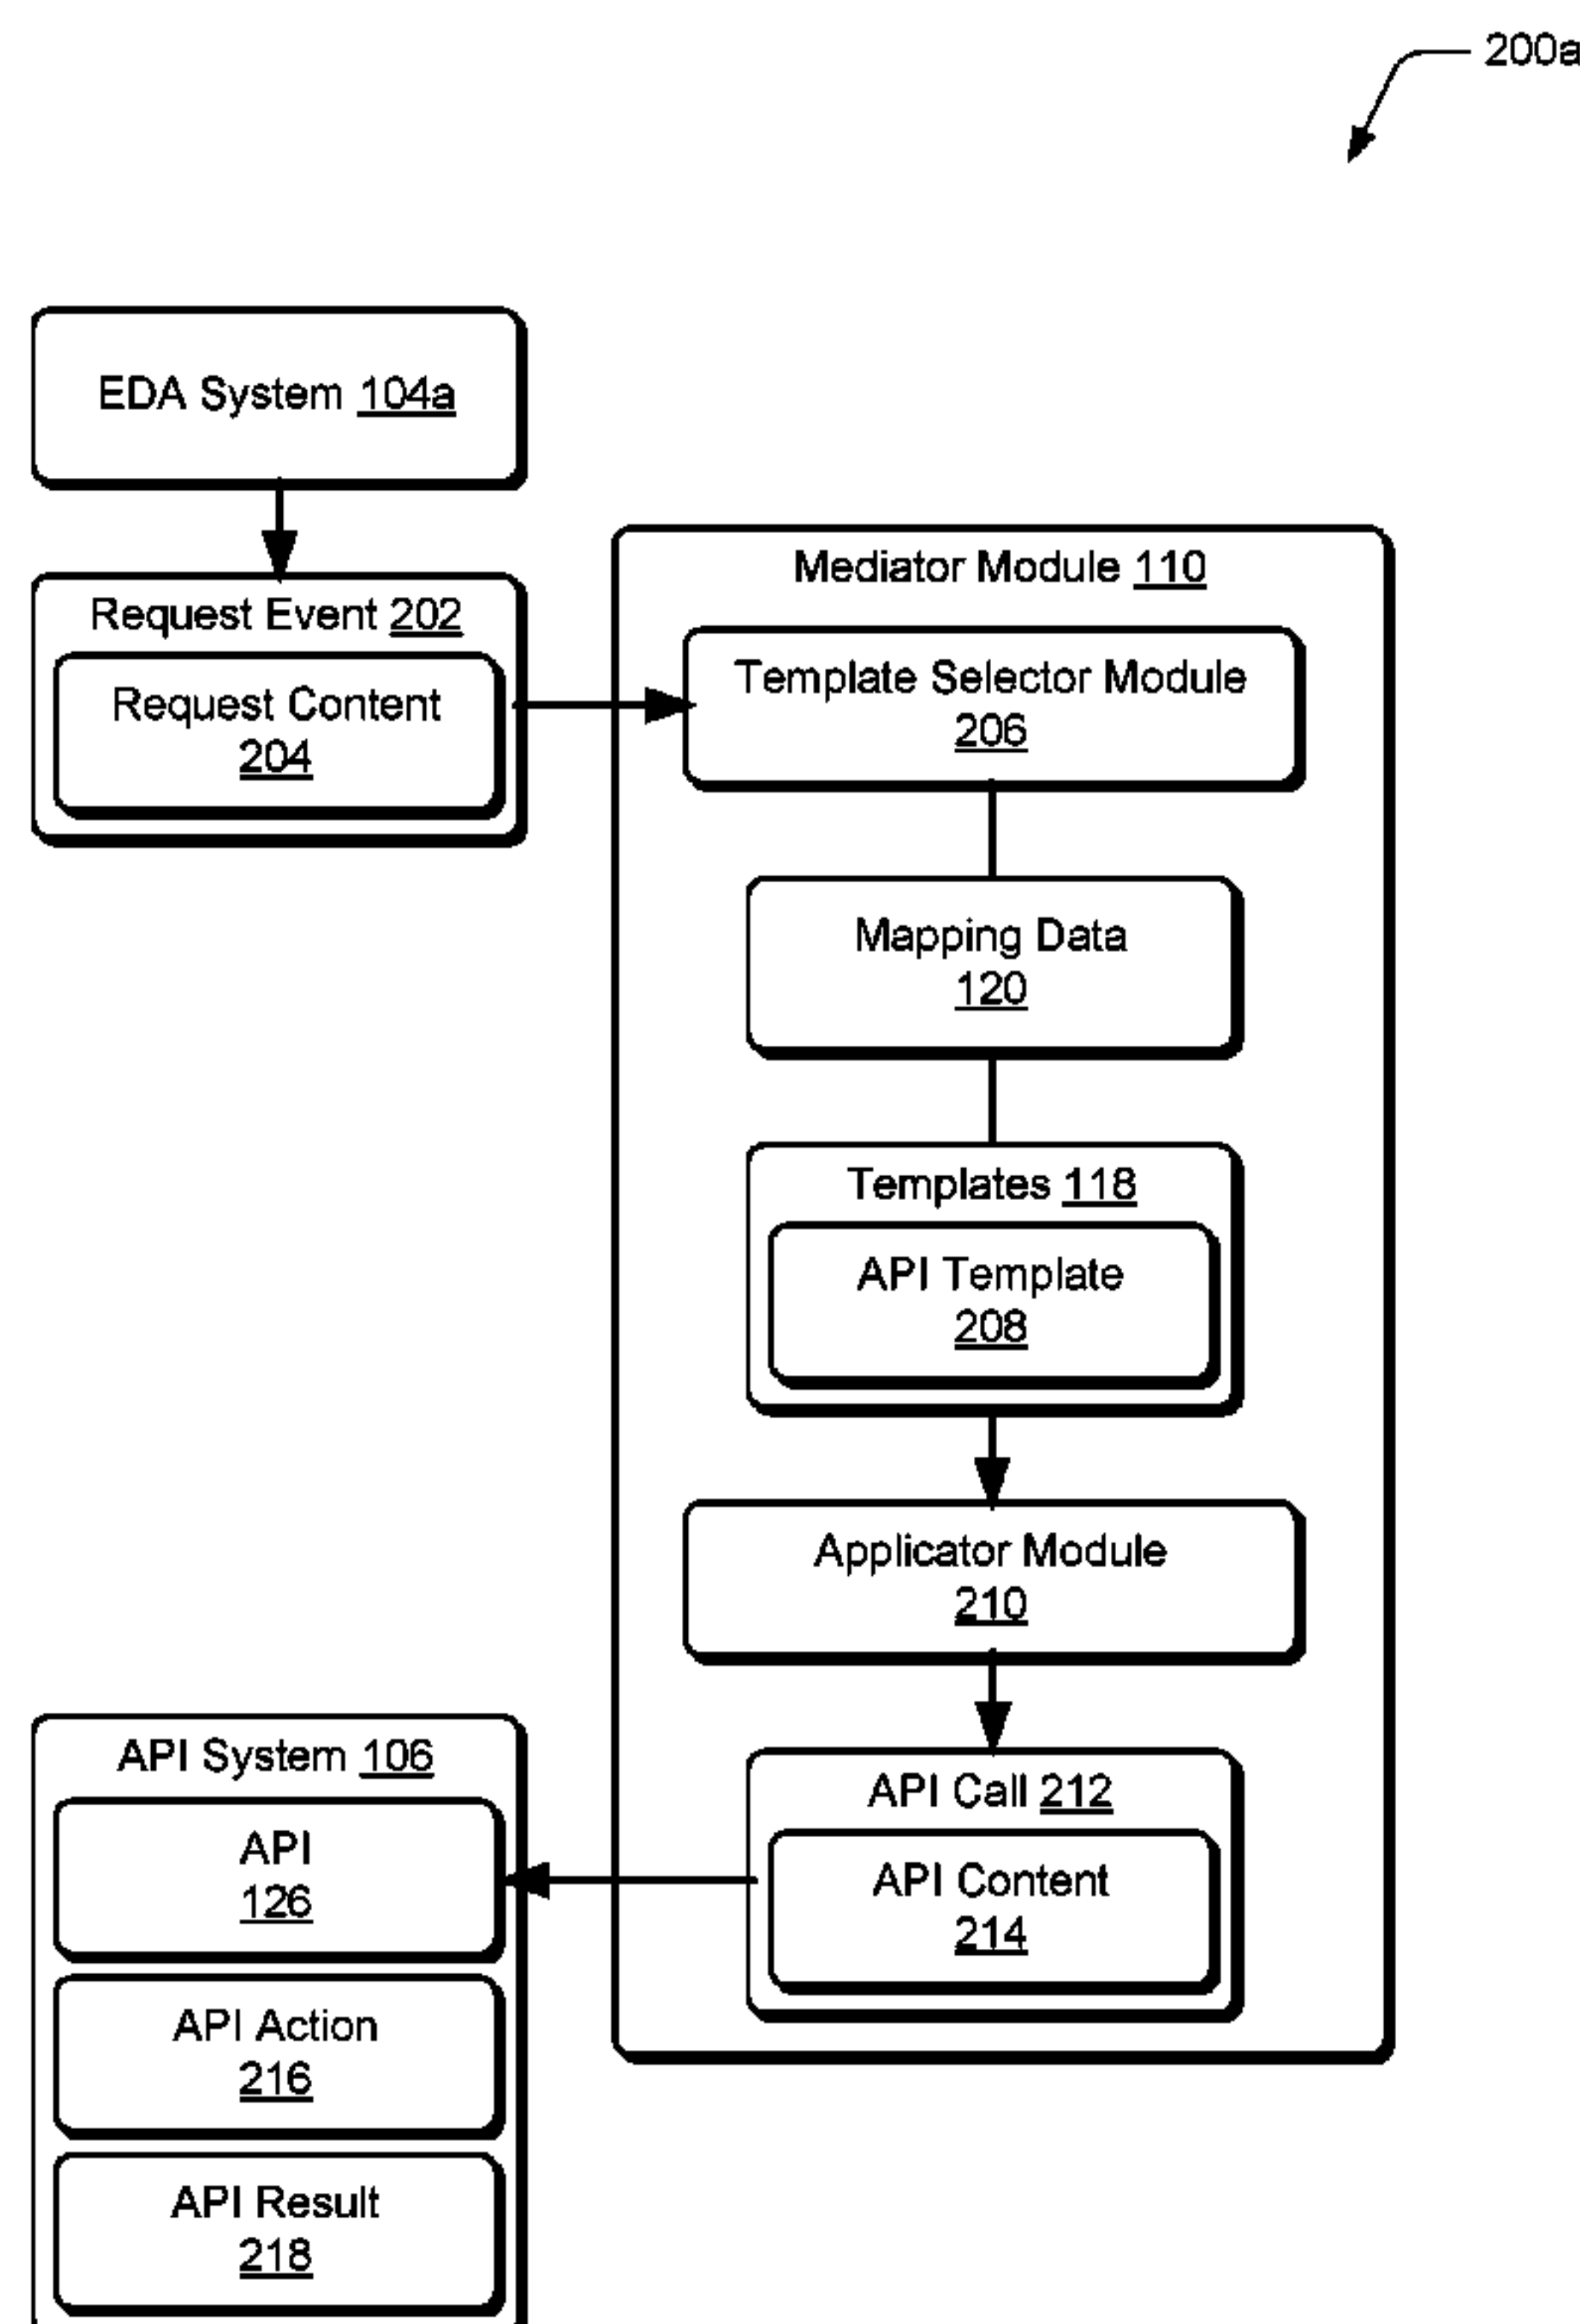 200a
EDA System 104a
Request Event 202
Request Content
204
Mediator Module 110
Template Selector Module
206
Mapping Data
120
Templates 118
API Template
208
Applicator Module
210
API Call 212
API Content
214
API System 106
API
126
API Action
216
API Result
218